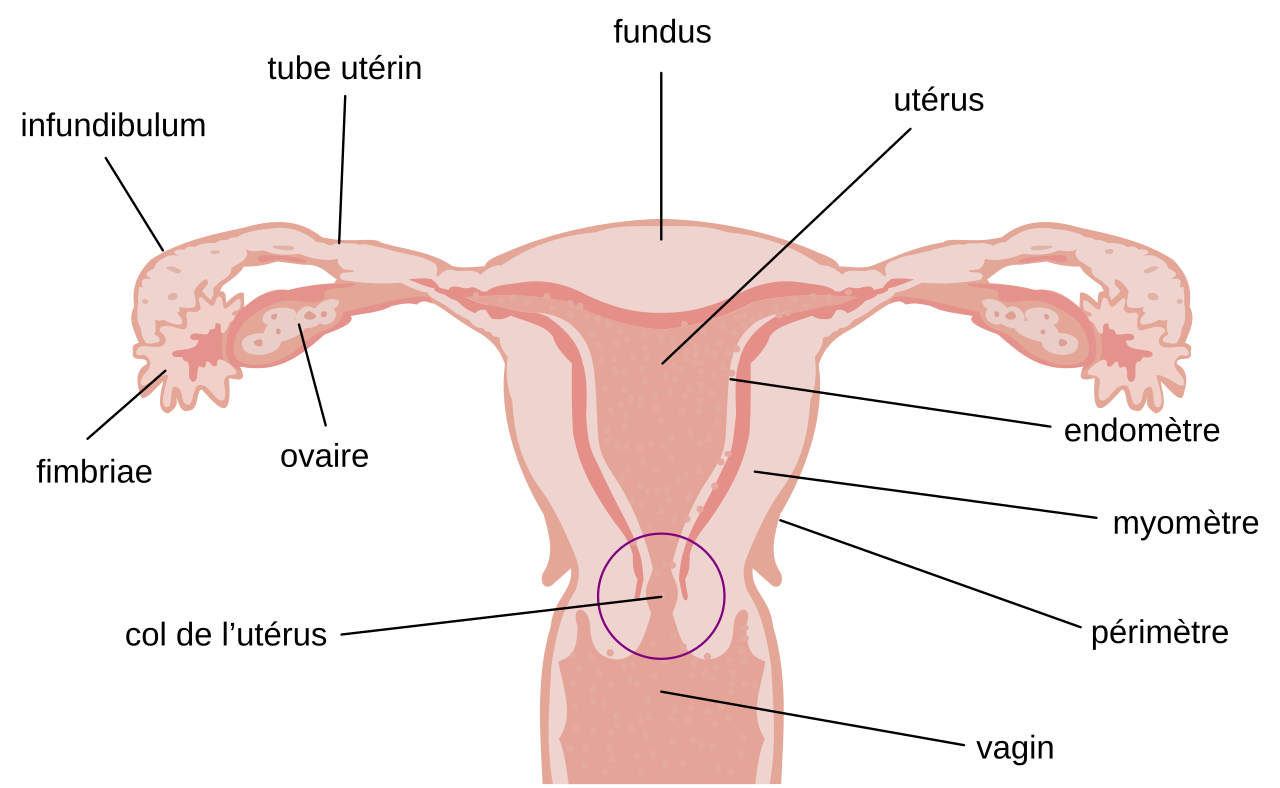 fundus
tube utérin
utérus
infundibulum
endomètre
ovaire
fimbriae
myomètre
périmètre
col de l’utérus
vagin